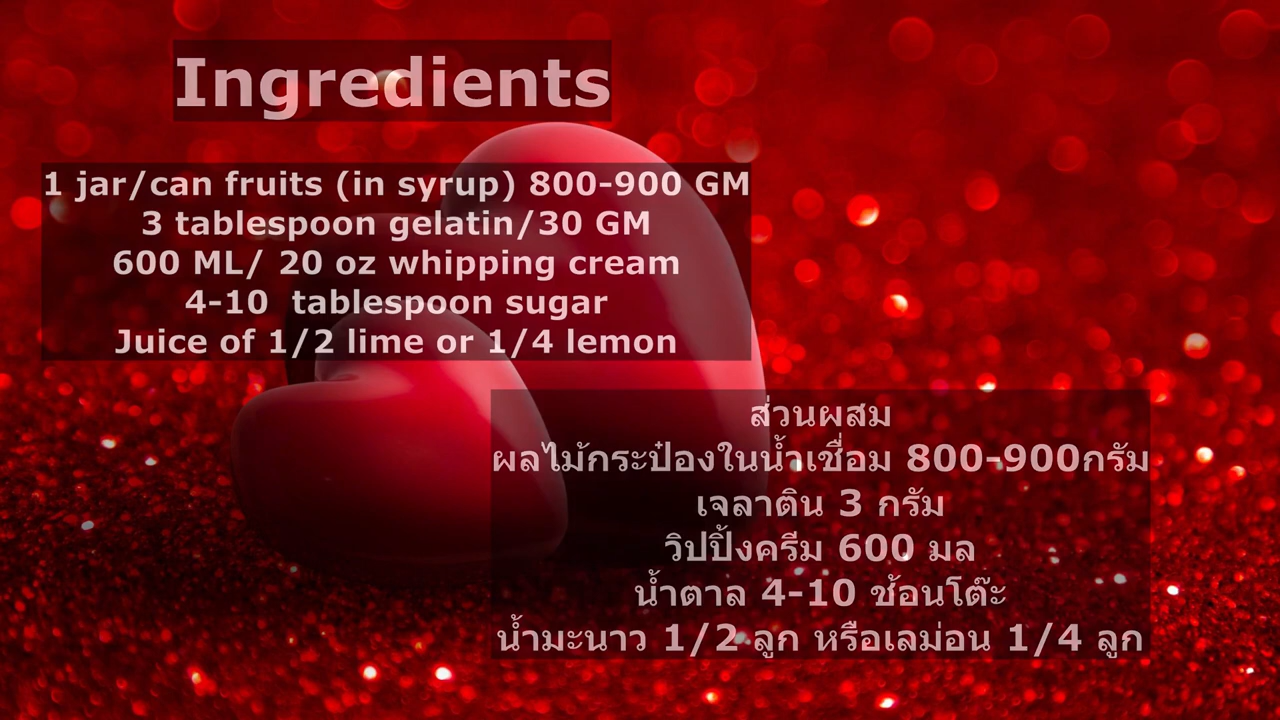 Ingredients
1 jar/can fruits (in syrup) 800-900 GM
3 tablespoon gelatin/30 GM
600 ML/ 20 oz whipping cream
4-10  tablespoon sugar
Juice of 1/2 lime or 1/4 lemon
ส่วนผสม
ผลไม้กระป๋องในน้ำเชื่อม 800-900กรัม
เจลาติน 3 กรัม
วิปปิ้งครีม 600 มล
น้ำตาล 4-10 ช้อนโต๊ะ
น้ำมะนาว 1/2 ลูก หรือเลม่อน 1/4 ลูก